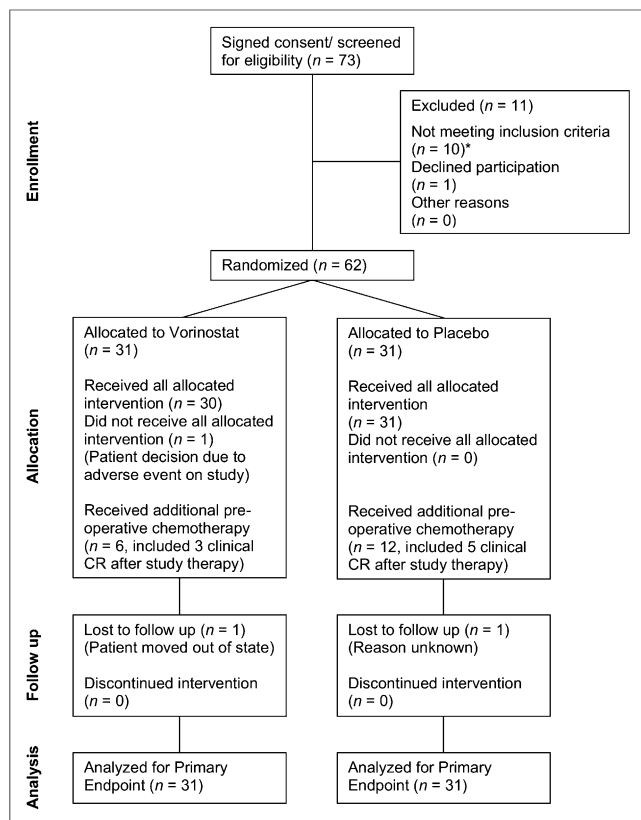 Signed consent/ screened
for eligibility (n = 73)
Excluded (n = 11)
Not meeting inclusion criteria
(n = 10)*
Declined participation
(n = 1)
Other reasons
(n = 0)
Enrollment
Randomized (n = 62)
Allocated to Vorinostat
(n = 31)
Received all allocated
intervention (n = 30)
Did not receive all allocated
intervention (n = 1)
(Patient decision due to
adverse event on study)
Received additional pre-
operative chemotherapy
(n = 6, included 3 clinical
CR after study therapy)
Allocated to Placebo
(n = 31)
Received all allocated
intervention
(n = 31)
Did not receive all allocated
intervention (n = 0)
Received additional pre-
operative chemotherapy
(n = 12, included 5 clinical
CR after study therapy)
Allocation
Lost to follow up (n = 1)
(Patient moved out of state)
Discontinued intervention
(n = 0)
Lost to follow up (n = 1)
(Reason unknown)
Discontinued intervention
(n = 0)
Follow up
Analyzed for Primary
Endpoint (n = 31)
Analyzed for Primary
Endpoint (n = 31)
Analysis